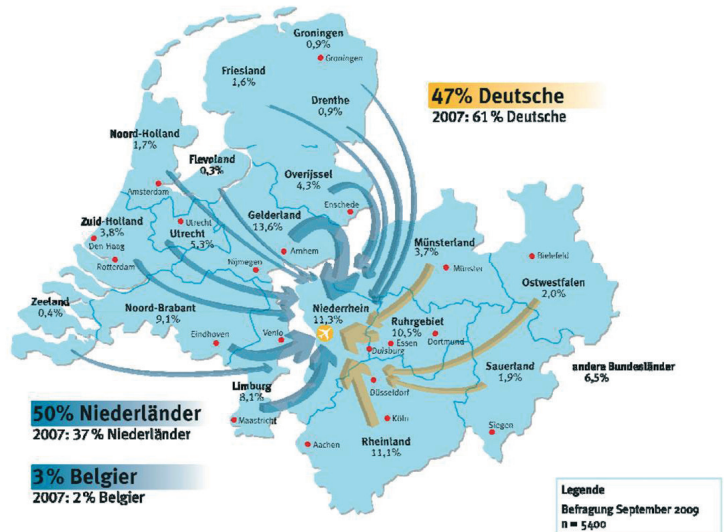 Groningen
0,9%
Groningen
Friesland
1,6%
47% Deutsche
2007: 61 % Deutsche
Drenthe
0,9%
Noord-Holland
1,7%
Flevoland
0,3%
Overijssel
4,3%
Amsterdam
Enschede
Gelderland
13,6%
Zuid-Holland
3,8%
Den Haag
Utrecht
Utrecht
5,3%
Arnhem
Münsterland
3,7%
Bielefeld
Rotterdam
Nijmegen
Münster
Ostwestfalen
2,0%
Zeeland
0,4%
Noord-Brabant
9,1%
Niederrhein
11,3%
Ruhrgebiet
10,5%
Eindhoven
Venlo
Essen
Dortmund
Duisburg
Sauerland
1,9%
andere Bundesländer
6,5%
Limburg
8,1%
Düsseldorf
50% Niederländer
2007: 37 % Niederländer
Maastricht
Köln
Siegen
Aachen
Rheinland
11,1%
3% Belgier
2007: 2 % Belgier
Legende
Befragung September 2009
n = 5400